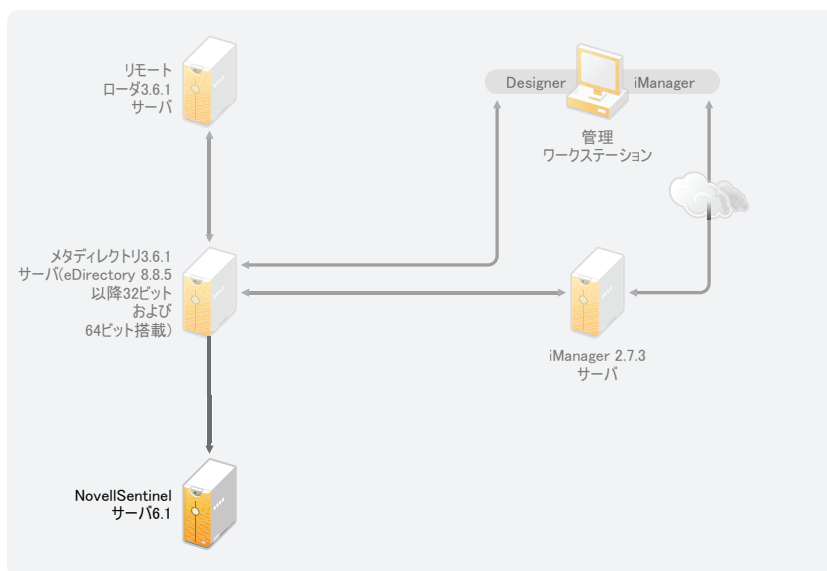 リモート
ローダ3.6.1
サーバ
Designer
iManager
管理
ワークステーション
メタディレクトリ3.6.1
サーバ(eDirectory 8.8.5
以降32ビット
および
64ビット搭載)
iManager 2.7.3
サーバ
NovellSentinel
サーバ6.1